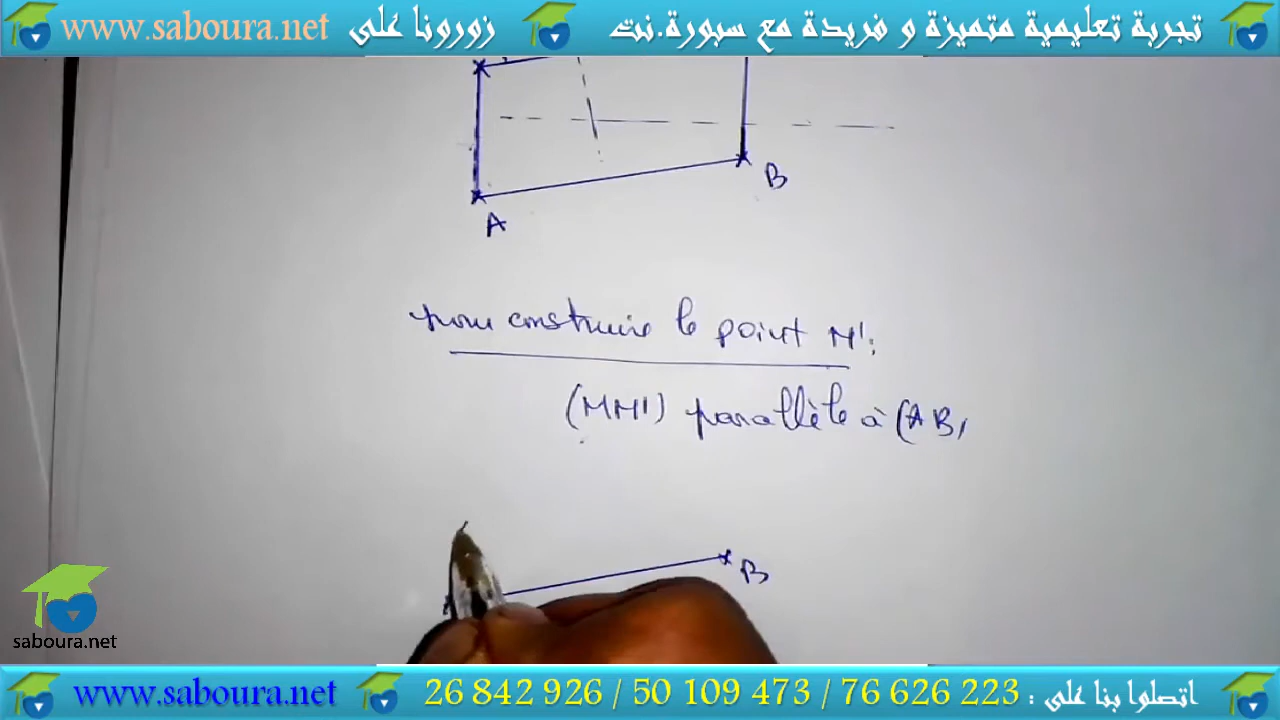 www.saboura.net زورونا على تجربة تعليمية متميزة و فريدة مع سبورة.نت
B
A
pour construire le point M' :
(MM') parallèle à (AB)
B
saboura.net
www.saboura.net 26 842 926 / 50 109 473 / 76 626 223 : اتصلوا بنا على